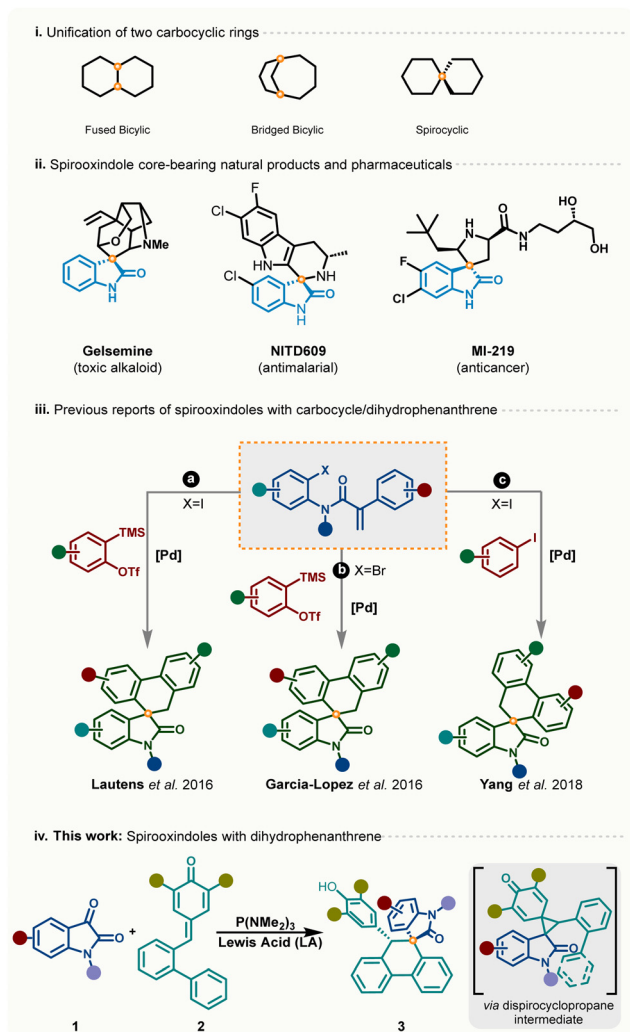 i. Unification of two carbocyclic rings
Fused Bicylic
Bridged Bicylic
Spirocyclic
ii. Spirooxindole core-bearing natural products and pharmaceuticals
O
NMe
O
N
H
Gelsemine
(toxic alkaloid)
F
Cl
HN
NH
Cl
O
N
H
NITD609
(antimalarial)
HO
O
H
N
N
H
OH
F
O
Cl
N
H
MI-219
(anticancer)
iii. Previous reports of spirooxindoles with carbocycle/dihydrophenanthrene
a
X=I
TMS
OTf
[Pd]
X
O
N
b X=Br
TMS
OTf
[Pd]
c
X=I
I
[Pd]
O
N
Lautens et al. 2016
O
N
Garcia-Lopez et al. 2016
O
N
Yang et al. 2018
iv. This work: Spirooxindoles with dihydrophenanthrene
O
O
N
1
+
O
2
P(NMe2)3
Lewis Acid (LA)
HO
N
O
3
O
O
N
via dispirocyclopropane
intermediate